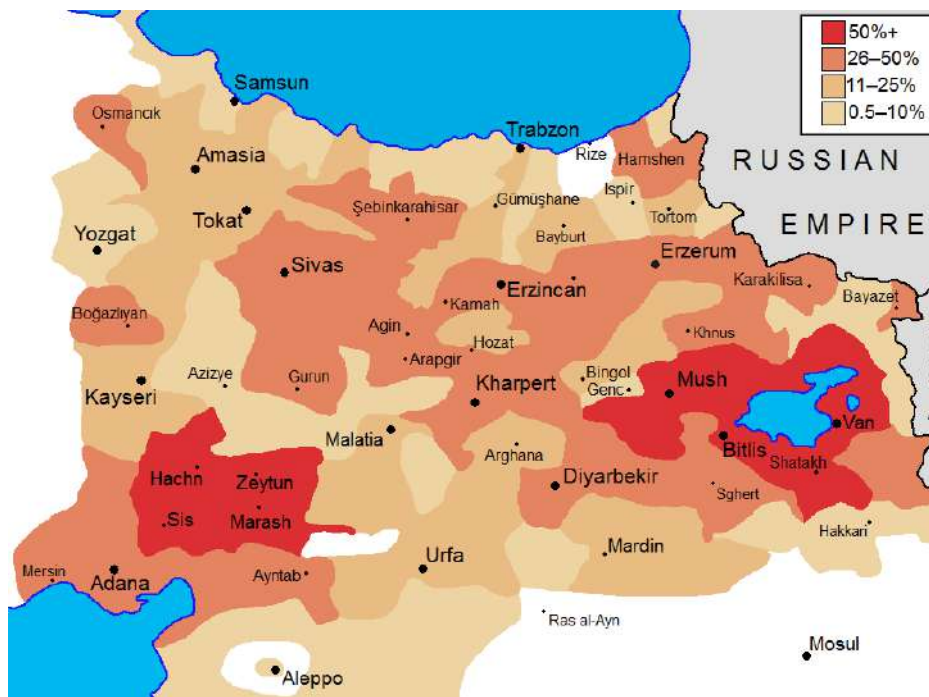 50%+
26–50%
11–25%
0.5–10%
Samsun
Osmancık
Trabzon
Rize
Hamshen
RUSSIAN
EMPIRE
Amasia
Ispir
Tortom
Şebinkarahisar
Gümüşhane
Tokat
Bayburt
Yozgat
Sivas
Erzerum
Karakilisa
Bayazet
Erzincan
Kamah
Boğazlıyan
Agin
Hozat
Khnus
Arapgir
Azizye
Gurun
Kharpert
Bingol
Genc
Mush
Kayseri
Van
Malatia
Bitlis
Arghana
Shatakh
Hachn
Zeytun
Diyarbekir
Sghert
Sis
Marash
Hakkari
Mardin
Urfa
Mersin
Adana
Ayntab
Ras al-Ayn
Mosul
Aleppo